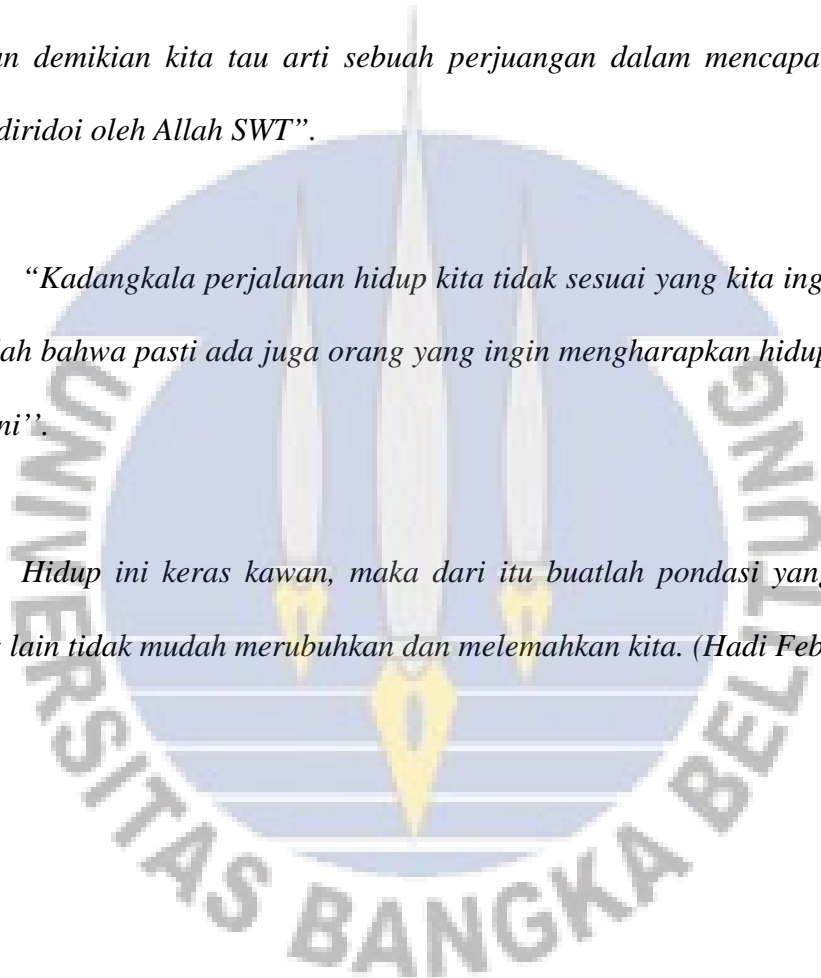 an demikian kita tau arti sebuah perjuangan dalam mencapa
diridoi oleh Allah SWT”.
“Kadangkala perjalanan hidup kita tidak sesuai yang kita ing
lah bahwa pasti ada juga orang yang ingin mengharapkan hidup
ni’’.
Hidup ini keras kawan, maka dari itu buatlah pondasi yang
lain tidak mudah merubuhkan dan melemahkan kita. (Hadi Feb
UNIVERSITAS BANGKA BELITUNG